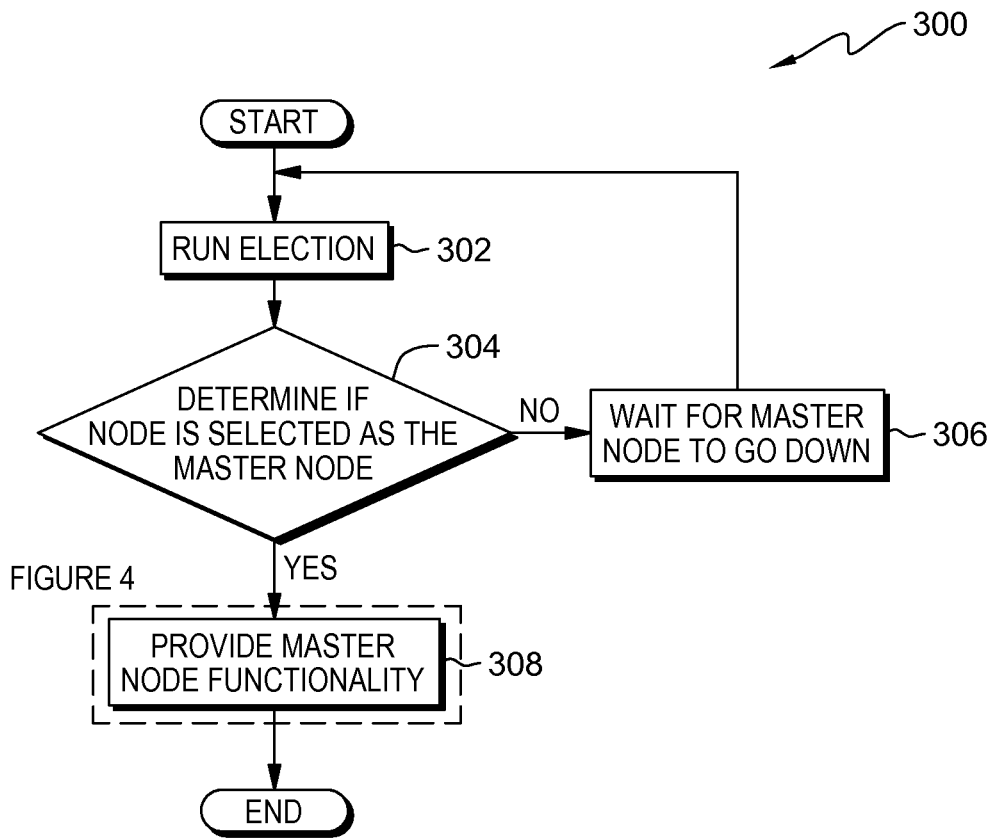 300
START
RUN ELECTION
302
304
DETERMINE IF
NODE IS SELECTED AS THE
MASTER NODE
NO
WAIT FOR MASTER
NODE TO GO DOWN
306
YES
FIGURE 4
PROVIDE MASTER
NODE FUNCTIONALITY
308
END